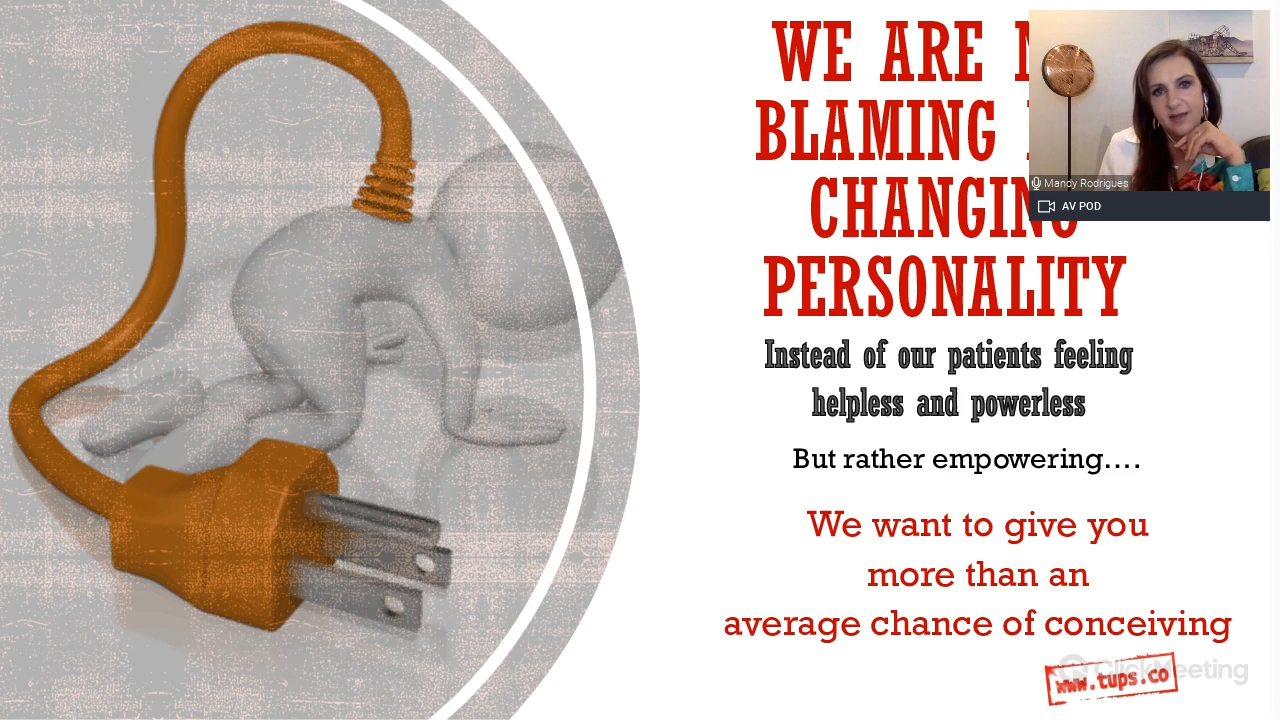 WE ARE
BLAMING
CHANGING
PERSONALITY
Instead of our patients feeling
helpless and powerless
But rather empowering....
We want to give you
more than an
average chance of conceiving
Mandy Rodrigues
AV POD
ClickMeeting
www.tups.co